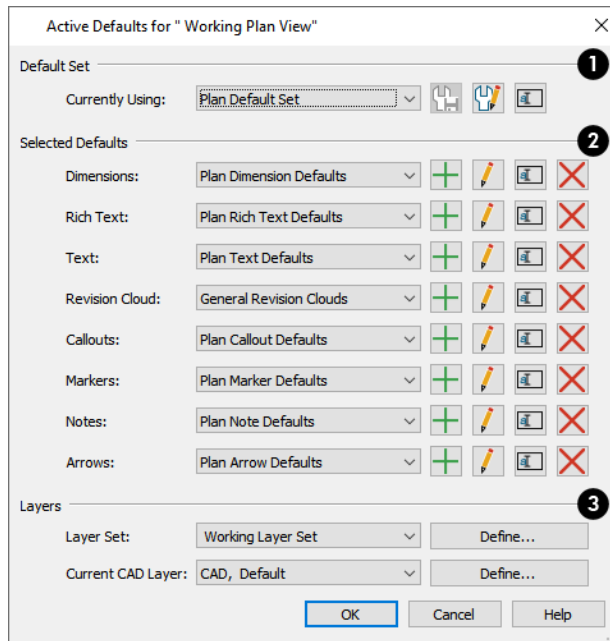 Active Defaults for " Working Plan View"
Default Set 1
Currently Using: Plan Default Set
Selected Defaults 2
Dimensions: Plan Dimension Defaults
Rich Text: Plan Rich Text Defaults
Text: Plan Text Defaults
Revision Cloud: General Revision Clouds
Callouts: Plan Callout Defaults
Markers: Plan Marker Defaults
Notes: Plan Note Defaults
Arrows: Plan Arrow Defaults
Layers 3
Layer Set: Working Layer Set Define...
Current CAD Layer: CAD, Default Define...
OK Cancel Help